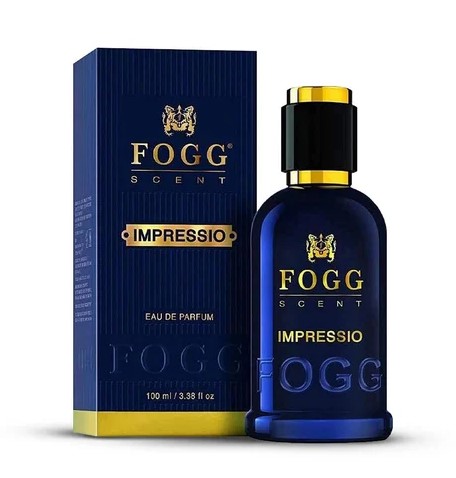 FOGG®
SCENT
IMPRESSIO
EAU DE PARFUM
FOGG
100 ml / 3.38 fl oz
FOGG
SCENT
IMPRESSIO
FOGG